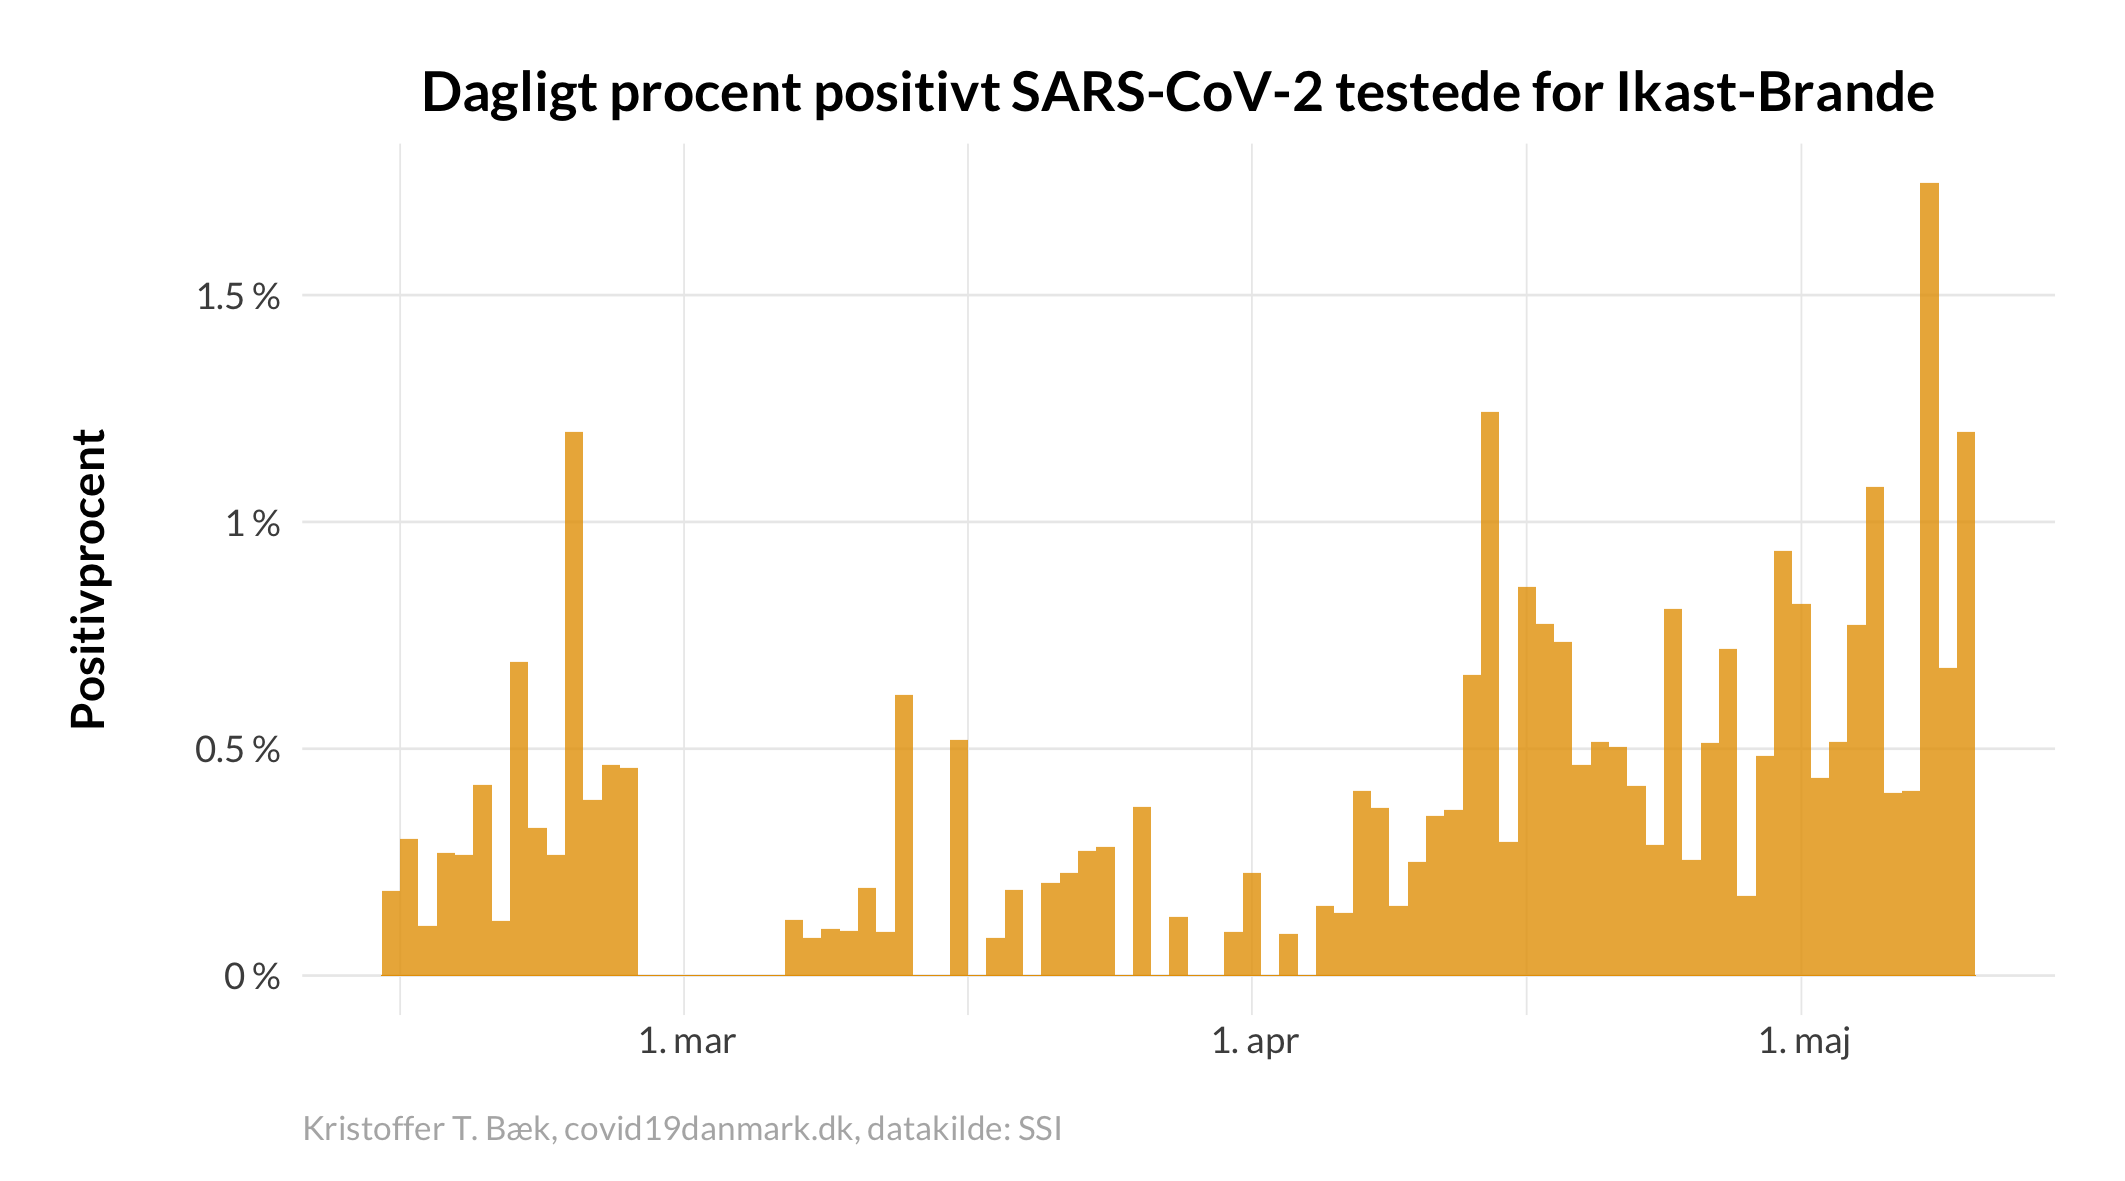 Dagligt procent positivt SARS-CoV-2 testede for Ikast-Brande
Positivprocent
1.5 %
1 %
0.5 %
0 %
1. mar
1. apr
1. maj
Kristoffer T. Bæk, covid19danmark.dk, datakilde: SSI